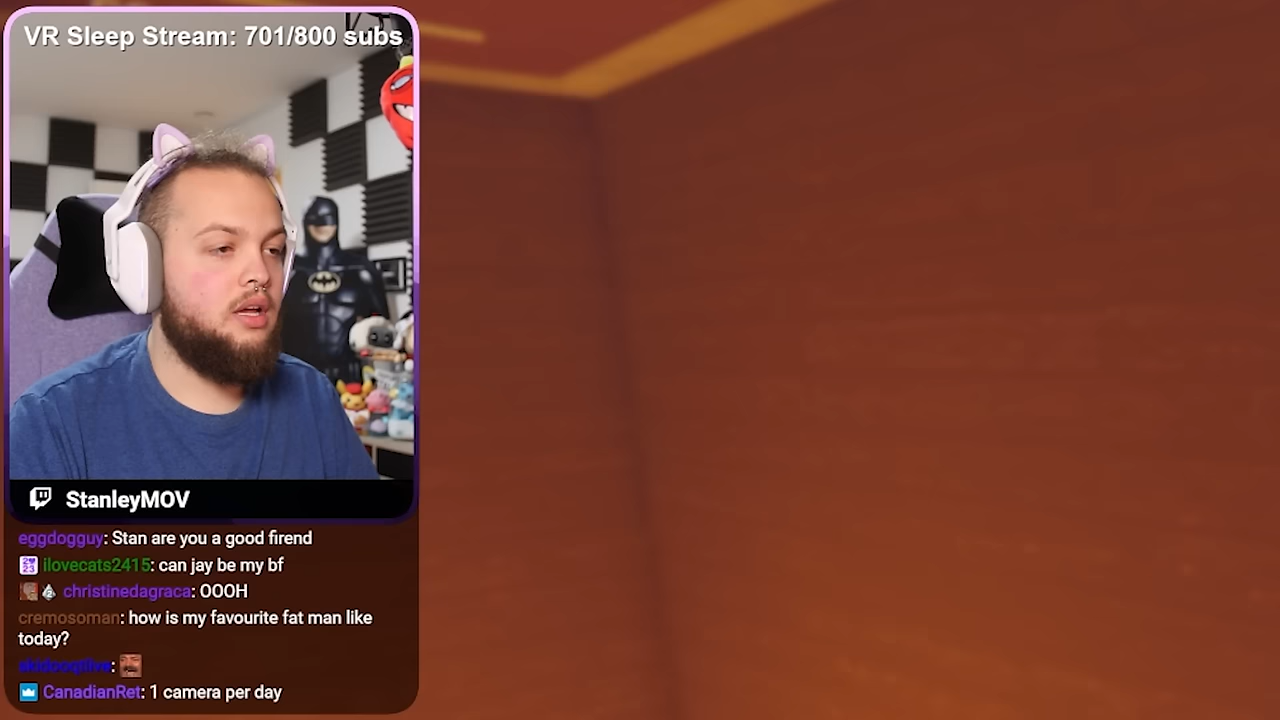 VR Sleep Stream: 701/800 subs
StanleyMOV
eggdogguy: Stan are you a good firend
ilovecats2415: can jay be my bf
christinedagraca: OOOH
cremosoman: how is my favourite fat man like
today?
skidooqtlive:
CanadianRet: 1 camera per day